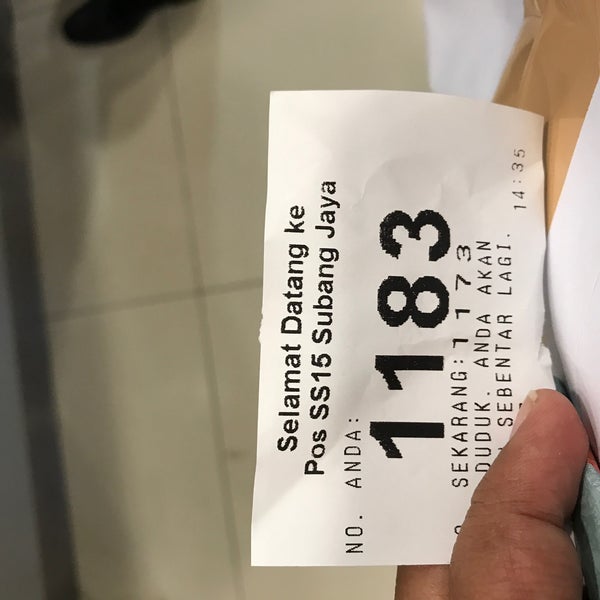 Selamat Datang ke
Pos SS15 Subang Jaya
NO. ANDA:
1183
SEKARANG:1173
DUDUK. ANDA AKAN
SEBENTAR LAGI.
14:35